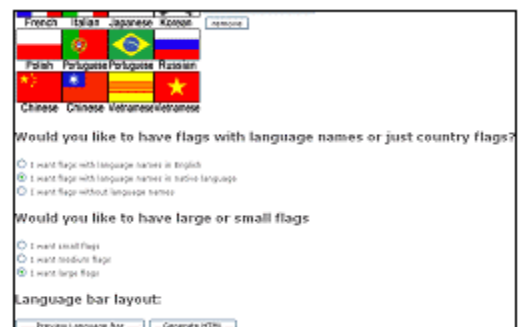 French Italian Japanese Korean
remove
Polish Portuguese Portuguese Russian
Chinese Chinese Vietnamese Vietnamese
Would you like to have flags with language names or just country flags?
I want flags with language names in English
I want flags with language names in native language
I want flags without language names
Would you like to have large or small flags
I want small flags
I want medium flags
I want large flags
Language bar layout:
Preview Language Bar Generate HTML